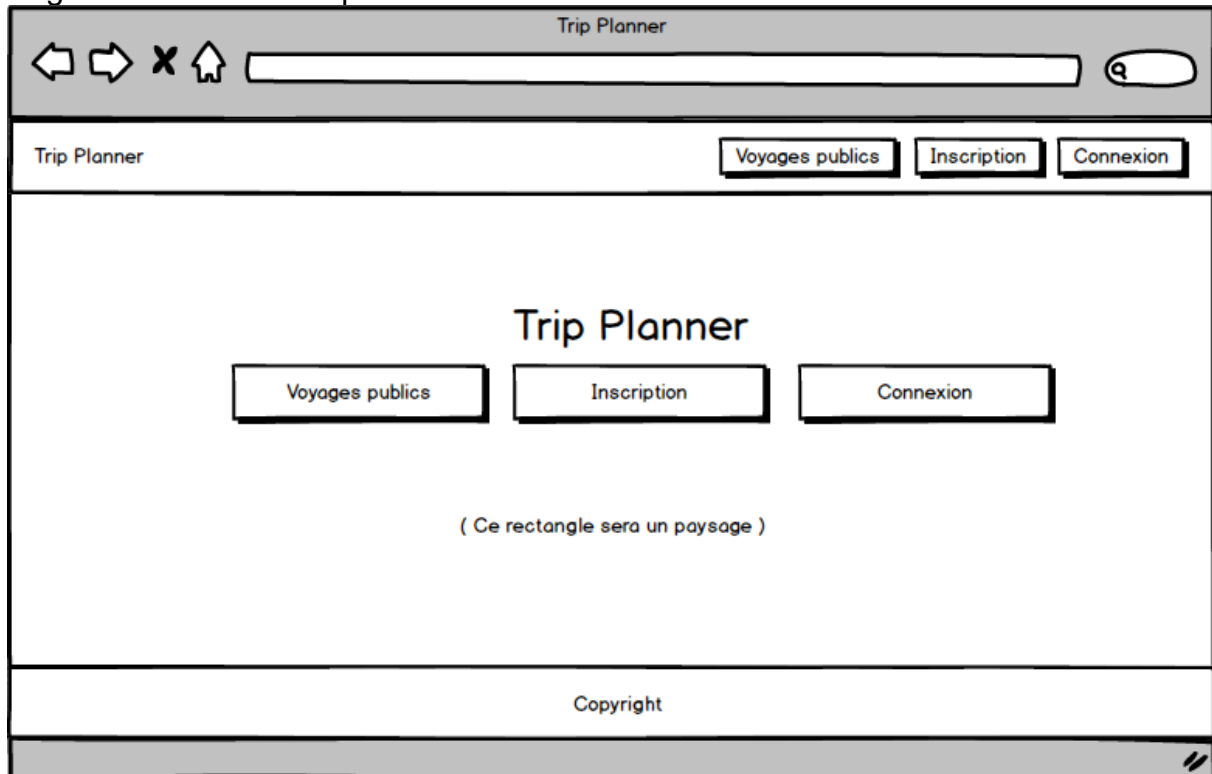 Trip Planner
Trip Planner
Voyages publics
Inscription
Connexion
Trip Planner
Voyages publics
Inscription
Connexion
( Ce rectangle sera un paysage )
Copyright